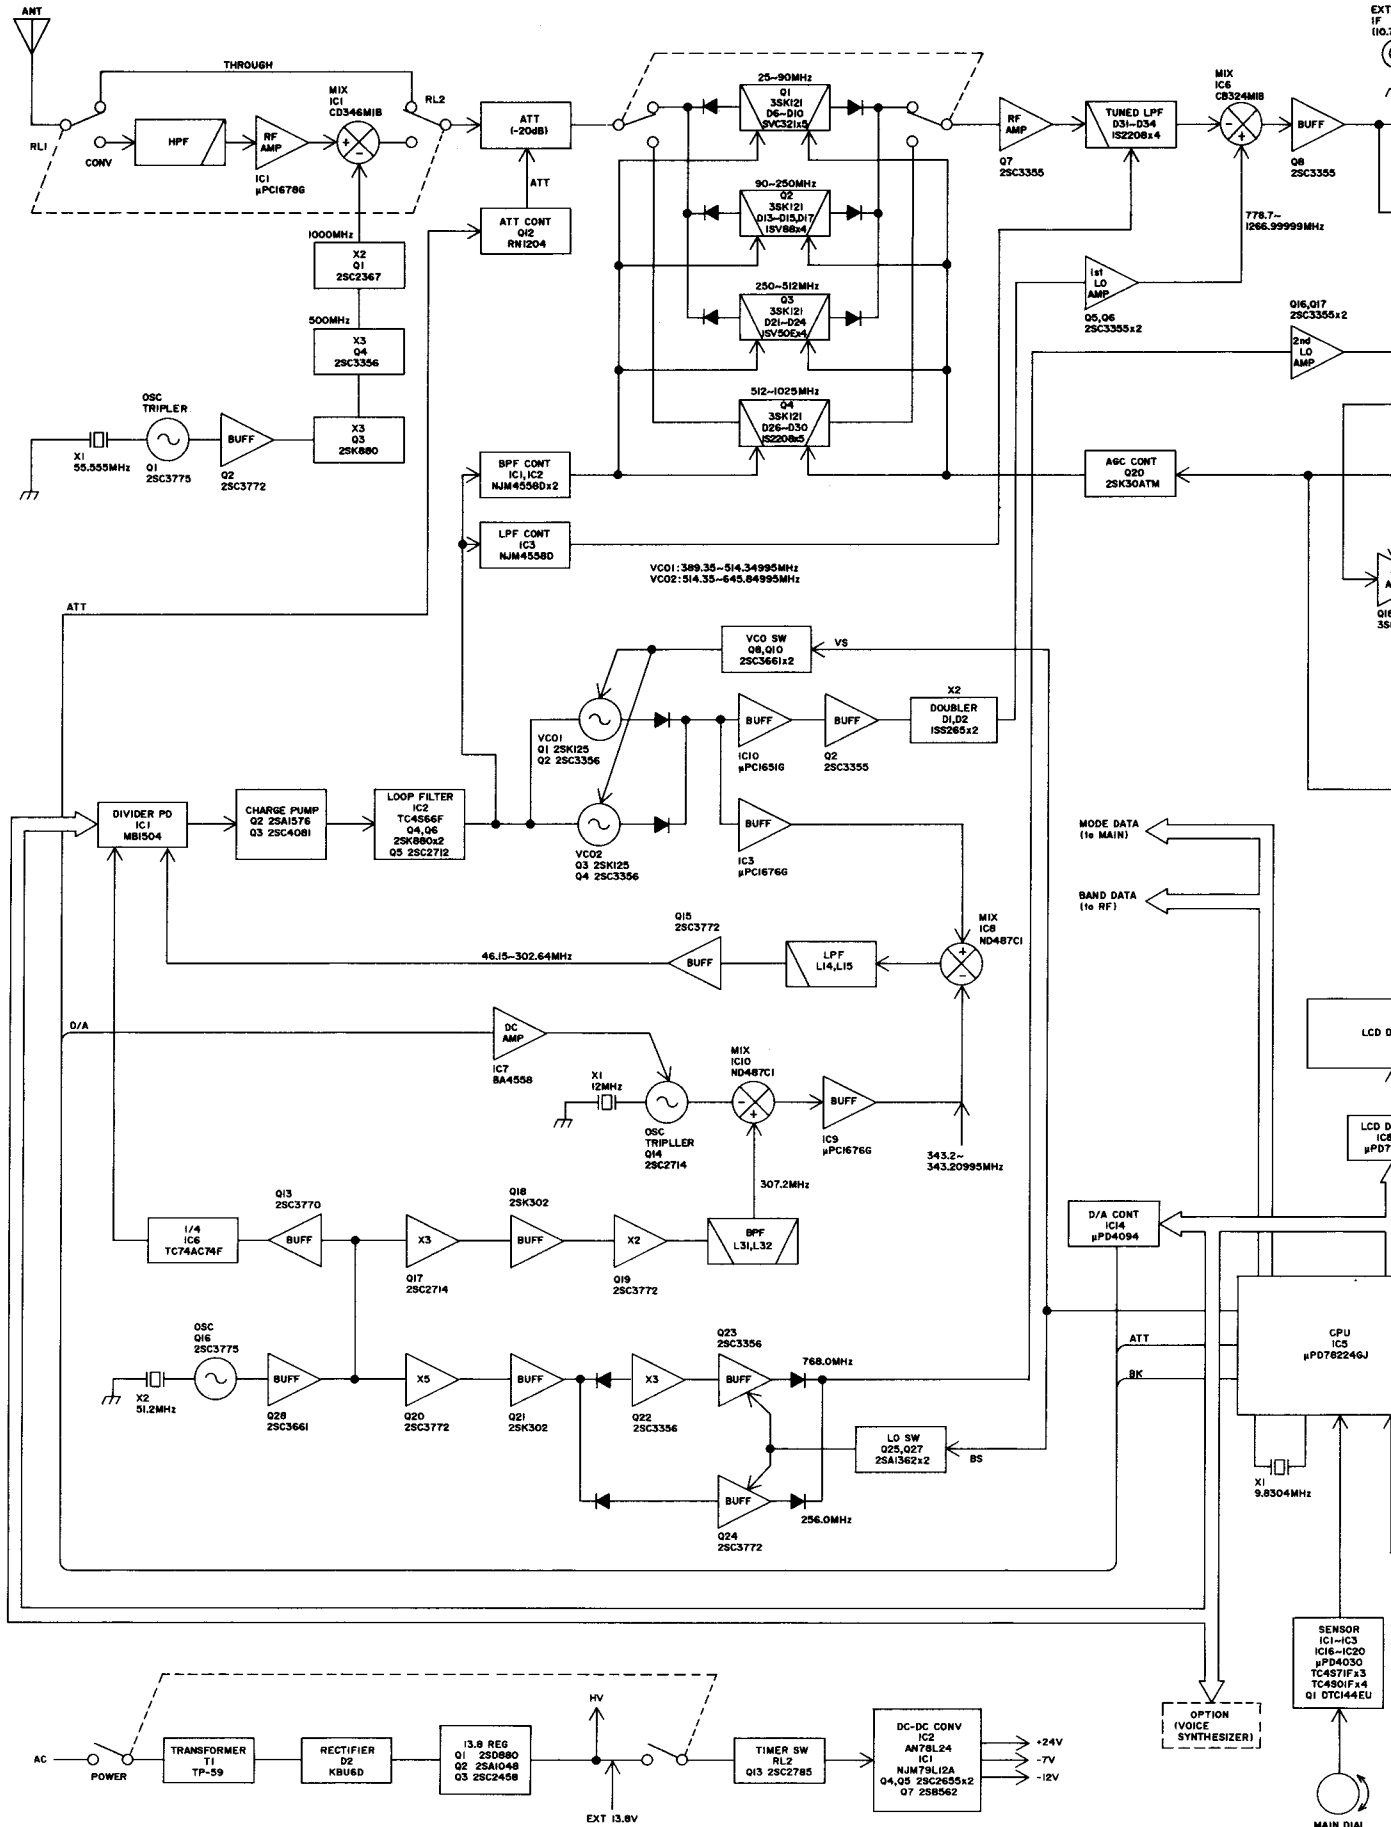 ANT
EXT
IF
(10.7
THROUGH
RL1
CONV
HPF
RF
AMP
IC1
µPC1678G
MIX
IC1
CD346MIB
RL2
ATT
(-20dB)
ATT
ATT CONT
Q12
RN1204
1000MHz
X2
Q1
2SC2367
500MHz
X3
Q4
2SC3356
X3
Q3
2SK880
OSC
TRIPLER
Q1
2SC3775
X1
55.555MHz
BUFF
Q2
2SC3772
25~90MHz
Q1
3SK121
D6~D10
SVC321x5
90~250MHz
Q2
3SK121
D13~D15,D17
1SV88x4
250~512MHz
Q3
3SK121
D21~D24
1SV50Ex4
512~1025MHz
Q4
3SK121
D26~D30
1S2208x5
RF
AMP
Q7
2SC3355
TUNED LPF
D31~D34
1S2208x4
MIX
IC6
CB324MIB
BUFF
Q8
2SC3355
778.7~
1266.99999MHz
1st
LO
AMP
Q5,Q6
2SC3355x2
Q16,Q17
2SC3355x2
2nd
LO
AMP
BPF CONT
IC1,IC2
NJM4558Dx2
LPF CONT
IC3
NJM4558D
AGC CONT
Q20
2SK30ATM
VCO1:389.35~514.34995MHz
VCO2:514.35~645.84995MHz
ATT
VCO SW
Q8,Q10
2SC3661x2
VS
VCO1
Q1 2SK125
Q2 2SC3356
BUFF
IC10
µPC1651G
BUFF
Q2
2SC3355
X2
DOUBLER
D1,D2
1SS265x2
DIVIDER PD
IC1
MB1504
CHARGE PUMP
Q2 2SA1576
Q3 2SC4081
LOOP FILTER
IC2
TC4S66F
Q4,Q6
2SK880x2
Q5 2SC2712
VCO2
Q3 2SK125
Q4 2SC3356
BUFF
IC3
µPC1676G
MODE DATA
(to MAIN)
BAND DATA
(to RF)
Q15
2SC3772
BUFF
46.15~302.64MHz
LPF
L14,L15
MIX
IC8
ND487C1
D/A
DC
AMP
IC7
BA4558
X1
12MHz
OSC
TRIPLLER
Q14
2SC2714
MIX
IC10
ND487C1
BUFF
IC9
µPC1676G
343.2~
343.20995MHz
307.2MHz
LCD D
LCD D
IC8
µPD7
1/4
IC6
TC74AC74F
Q13
2SC3770
BUFF
X3
Q17
2SC2714
Q18
2SK302
BUFF
X2
Q19
2SC3772
BPF
L31,L32
D/A CONT
IC14
µPD4094
OSC
Q16
2SC3775
X2
51.2MHz
BUFF
Q28
2SC3661
X5
Q20
2SC3772
BUFF
Q21
2SK302
X3
Q22
2SC3356
Q23
2SC3356
BUFF
768.0MHz
LO SW
Q25,Q27
2SA1362x2
BS
BUFF
Q24
2SC3772
256.0MHz
ATT
BK
CPU
IC5
µPD78224GJ
X1
9.8304MHz
SENSOR
IC1~IC3
IC16~IC20
µPD4030
TC4S71Fx3
TC4S01Fx4
Q1 DTC144EU
OPTION
(VOICE
SYNTHESIZER)
MAIN DIAL
AC
POWER
TRANSFORMER
T1
TP-59
RECTIFIER
D2
KBU6D
13.8 REG
Q1 2SD880
Q2 2SA1048
Q3 2SC2458
HV
EXT 13.8V
TIMER SW
RL2
Q13 2SC2785
DC-DC CONV
IC2
AN78L24
IC1
NJM79L12A
Q4,Q5 2SC2655x2
Q7 2SB562
+24V
-7V
-12V